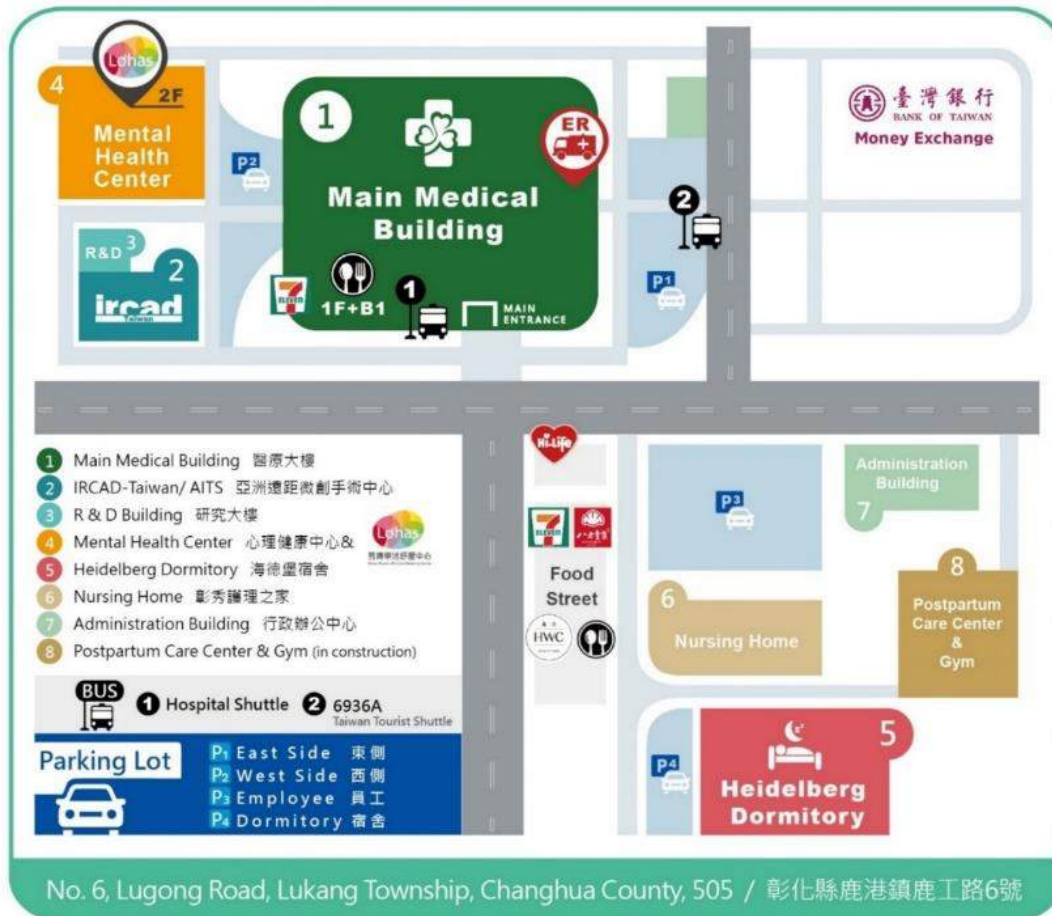 Lohas
2F
4
Mental
Health
Center
P2
1
Main Medical
Building
ER
1F+B1
7
ELEVEN
1
MAIN
ENTRANCE
2
P1
臺灣銀行
BANK OF TAIWAN
Money Exchange
R&D 3
2
ircad
taiwan
1 Main Medical Building 醫療大樓
2 IRCAD-Taiwan/ AITS 亞洲遠距微創手術中心
3 R & D Building 研究大樓
4 Mental Health Center 心理健康中心&
Lohas
5 Heidelberg Dormitory 海德堡宿舍
6 Nursing Home 彰秀護理之家
7 Administration Building 行政辦公中心
8 Postpartum Care Center & Gym (in construction)
BUS
1 Hospital Shuttle 2 6936A
Taiwan Tourist Shuttle
Parking Lot
P1 East Side 東側
P2 West Side 西側
P3 Employee 員工
P4 Dormitory 宿舍
Hi-Life
7
ELEVEN
Food
Street
HWC
P3
Administration
Building
7
6
Nursing Home
8
Postpartum
Care Center
&
Gym
P4
5
Heidelberg
Dormitory
No. 6, Lugong Road, Lukang Township, Changhua County, 505 / 彰化縣鹿港鎮鹿工路6號